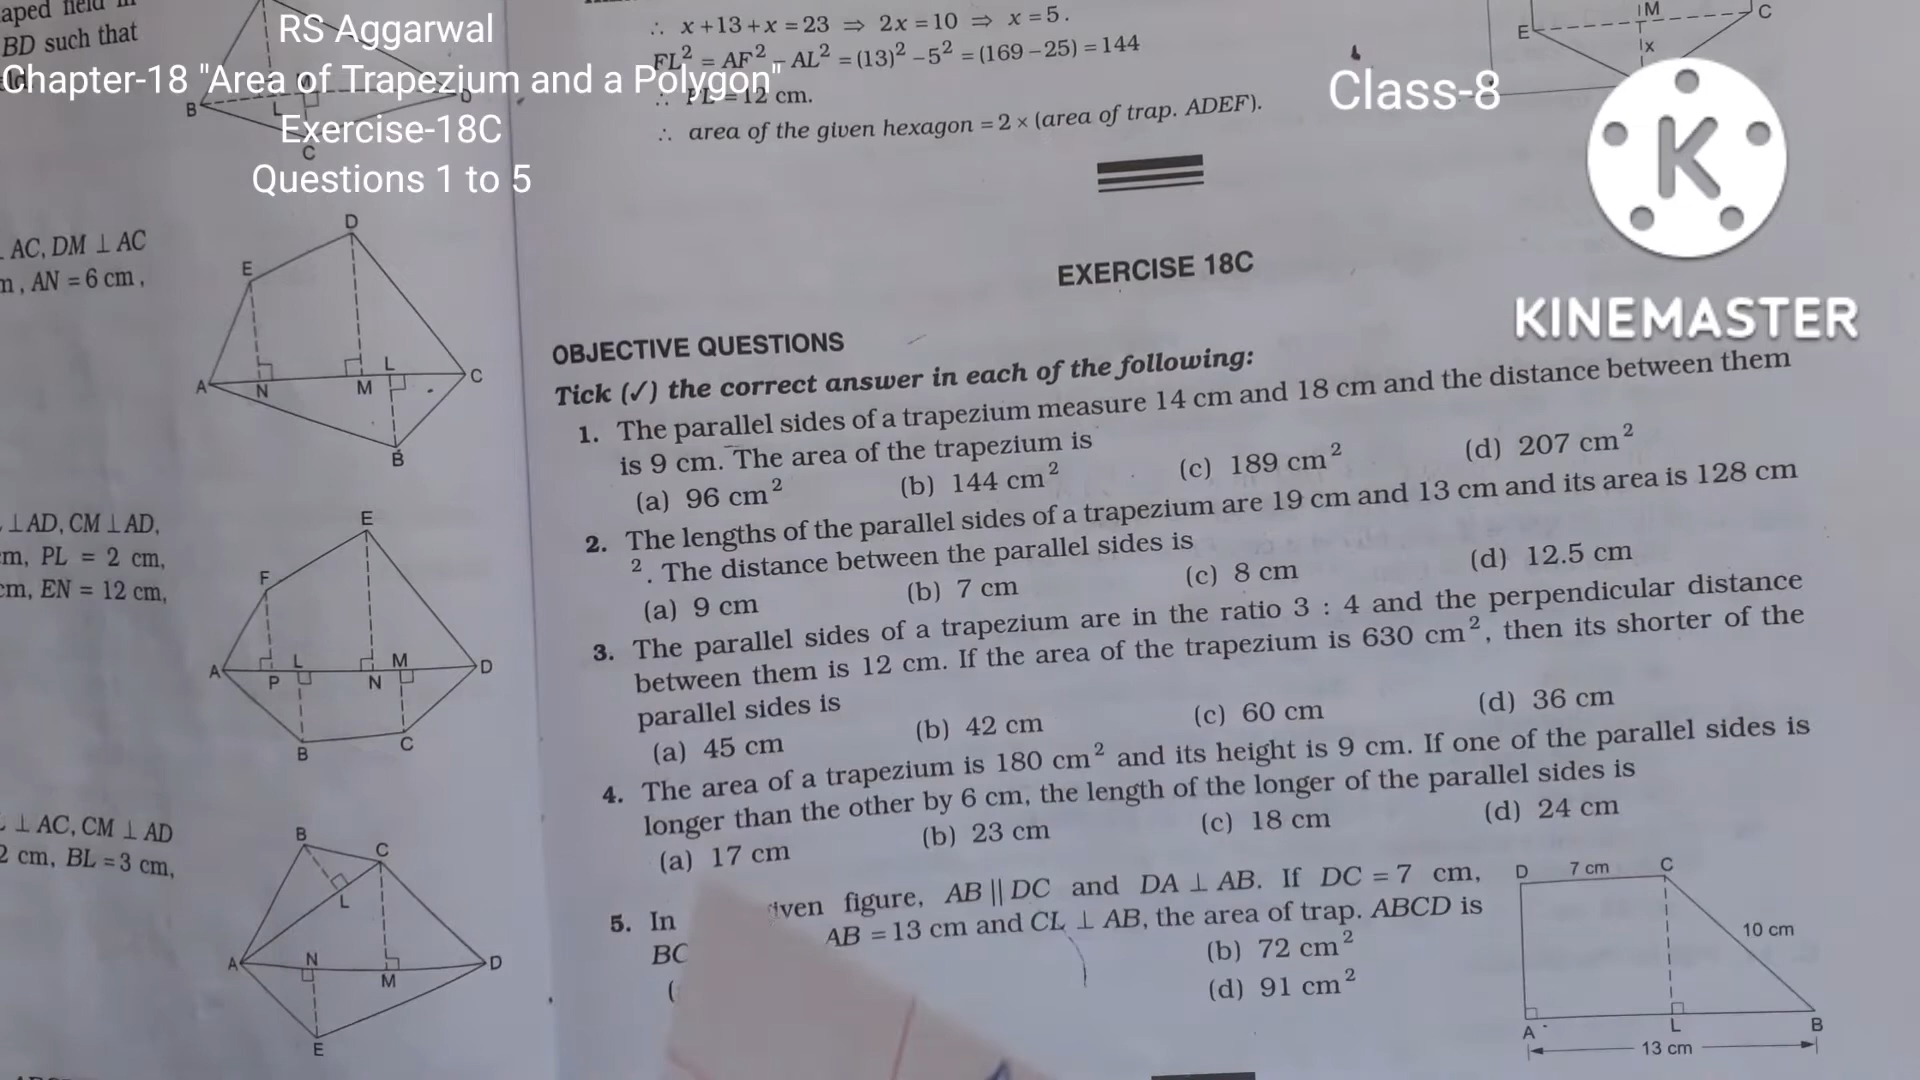 aped field in
BD such that
RS Aggarwal
Chapter-18 "Area of Trapezium and a Polygon"
Exercise-18C
Questions 1 to 5
B
L
D
C
AC, DM ⊥ AC
m, AN = 6 cm,
D
E
A
N
M
L
C
B
⊥ AD, CM ⊥ AD,
cm, PL = 2 cm,
cm, EN = 12 cm,
E
F
A
P
L
N
M
D
B
C
⊥ AC, CM ⊥ AD
2 cm, BL = 3 cm,
B
C
L
A
N
M
D
E
∴ x + 13 + x = 23 ⇒ 2x = 10 ⇒ x = 5.
FL² = AF² – AL² = (13)² – 5² = (169 – 25) = 144
∴ FL = 12 cm.
∴ area of the given hexagon = 2 × (area of trap. ADEF).
E
M
C
x
Class-8
K
KINEMASTER
EXERCISE 18C
OBJECTIVE QUESTIONS
Tick (✓) the correct answer in each of the following:
1. The parallel sides of a trapezium measure 14 cm and 18 cm and the distance between them
is 9 cm. The area of the trapezium is
(a) 96 cm² (b) 144 cm² (c) 189 cm² (d) 207 cm²
2. The lengths of the parallel sides of a trapezium are 19 cm and 13 cm and its area is 128 cm
². The distance between the parallel sides is
(a) 9 cm (b) 7 cm (c) 8 cm (d) 12.5 cm
3. The parallel sides of a trapezium are in the ratio 3 : 4 and the perpendicular distance
between them is 12 cm. If the area of the trapezium is 630 cm², then its shorter of the
parallel sides is
(a) 45 cm (b) 42 cm (c) 60 cm (d) 36 cm
4. The area of a trapezium is 180 cm² and its height is 9 cm. If one of the parallel sides is
longer than the other by 6 cm, the length of the longer of the parallel sides is
(a) 17 cm (b) 23 cm (c) 18 cm (d) 24 cm
5. In iven figure, AB || DC and DA ⊥ AB. If DC = 7 cm,
BC AB = 13 cm and CL ⊥ AB, the area of trap. ABCD is
( (b) 72 cm²
(d) 91 cm²
D 7 cm C
10 cm
A L B
13 cm